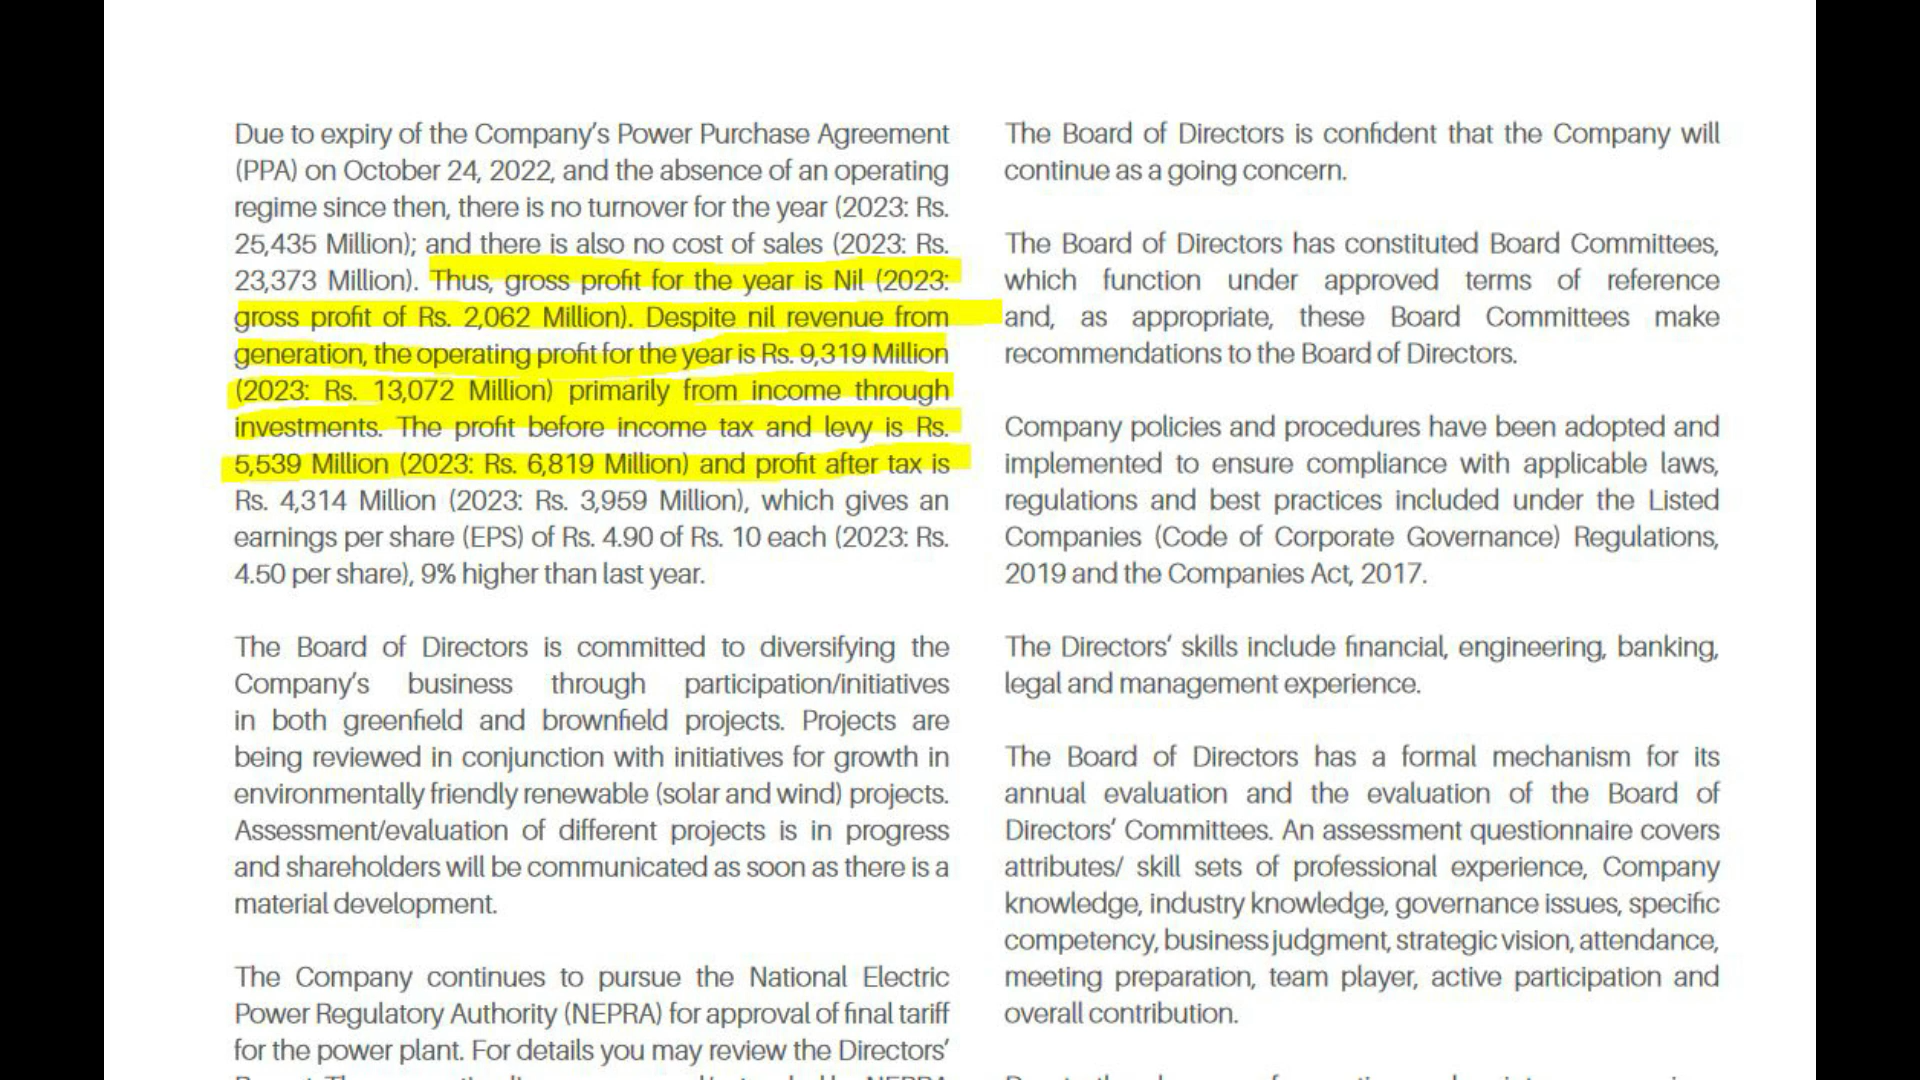 Due to expiry of the Company's Power Purchase Agreement
(PPA) on October 24, 2022, and the absence of an operating
regime since then, there is no turnover for the year (2023: Rs.
25,435 Million); and there is also no cost of sales (2023: Rs.
23,373 Million). Thus, gross profit for the year is Nil (2023:
gross profit of Rs. 2,062 Million). Despite nil revenue from
generation, the operating profit for the year is Rs. 9,319 Million
(2023: Rs. 13,072 Million) primarily from income through
investments. The profit before income tax and levy is Rs.
5,539 Million (2023: Rs. 6,819 Million) and profit after tax is
Rs. 4,314 Million (2023: Rs. 3,959 Million), which gives an
earnings per share (EPS) of Rs. 4.90 of Rs. 10 each (2023: Rs.
4.50 per share), 9% higher than last year.
The Board of Directors is committed to diversifying the
Company's business through participation/initiatives
in both greenfield and brownfield projects. Projects are
being reviewed in conjunction with initiatives for growth in
environmentally friendly renewable (solar and wind) projects.
Assessment/evaluation of different projects is in progress
and shareholders will be communicated as soon as there is a
material development.
The Company continues to pursue the National Electric
Power Regulatory Authority (NEPRA) for approval of final tariff
for the power plant. For details you may review the Directors'
The Board of Directors is confident that the Company will
continue as a going concern.
The Board of Directors has constituted Board Committees,
which function under approved terms of reference
and, as appropriate, these Board Committees make
recommendations to the Board of Directors.
Company policies and procedures have been adopted and
implemented to ensure compliance with applicable laws,
regulations and best practices included under the Listed
Companies (Code of Corporate Governance) Regulations,
2019 and the Companies Act, 2017.
The Directors' skills include financial, engineering, banking,
legal and management experience.
The Board of Directors has a formal mechanism for its
annual evaluation and the evaluation of the Board of
Directors' Committees. An assessment questionnaire covers
attributes/ skill sets of professional experience, Company
knowledge, industry knowledge, governance issues, specific
competency, business judgment, strategic vision, attendance,
meeting preparation, team player, active participation and
overall contribution.